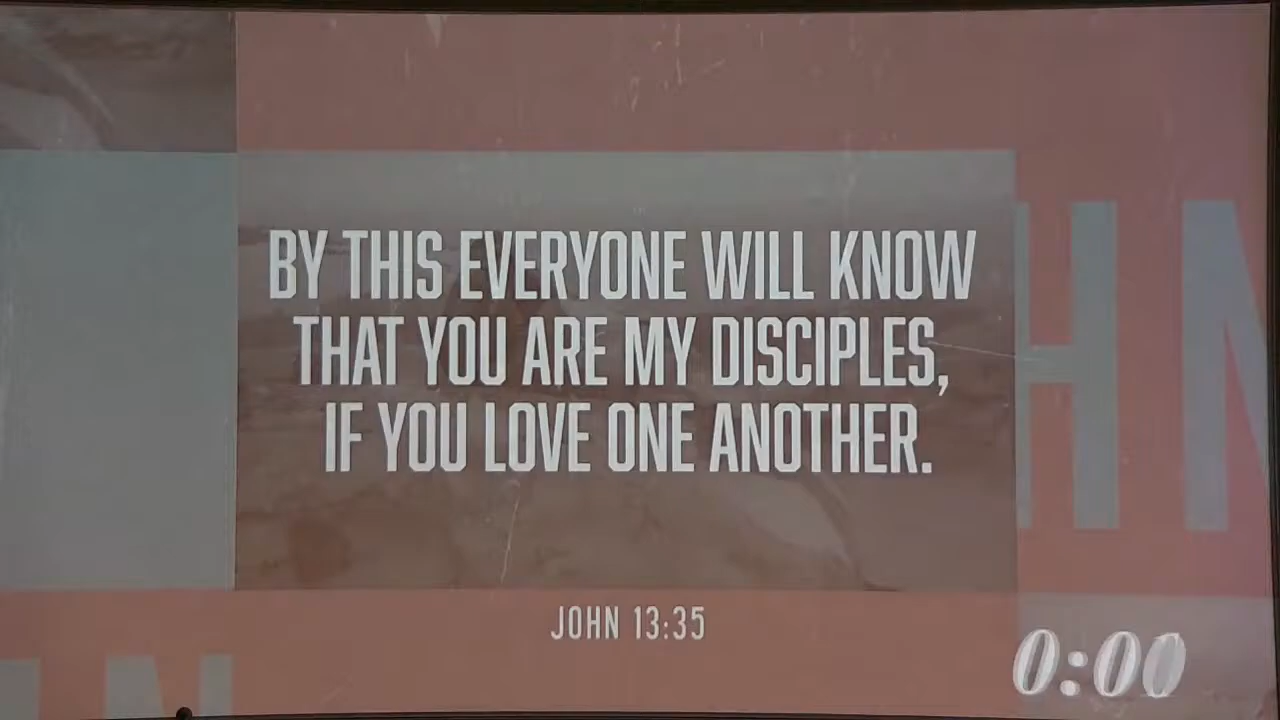 BY THIS EVERYONE WILL KNOW
THAT YOU ARE MY DISCIPLES,
IF YOU LOVE ONE ANOTHER.
JOHN 13:35
HN
0:00